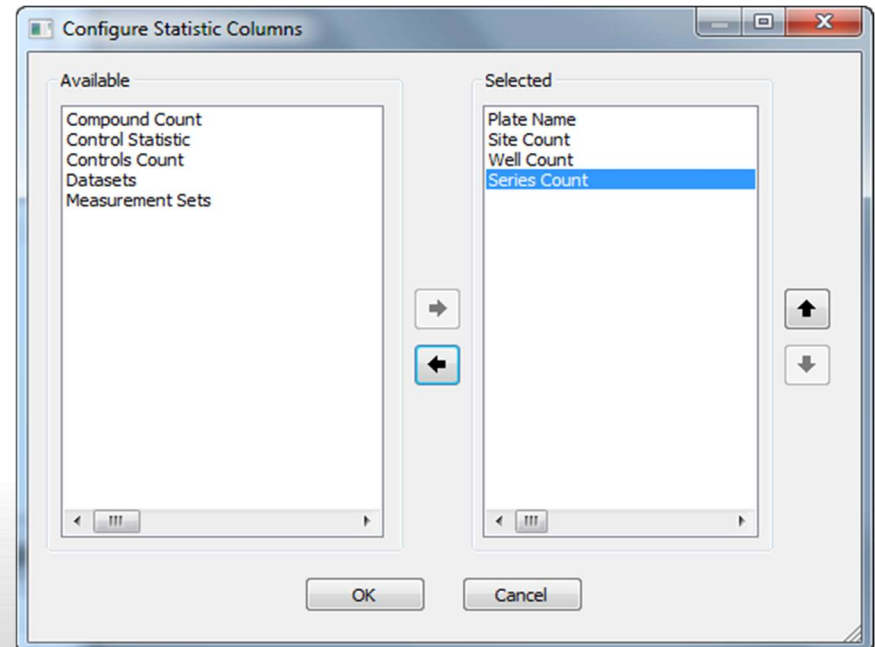 Configure Statistic Columns
Available
Compound Count
Control Statistic
Controls Count
Datasets
Measurement Sets
Selected
Plate Name
Site Count
Well Count
Series Count
OK
Cancel